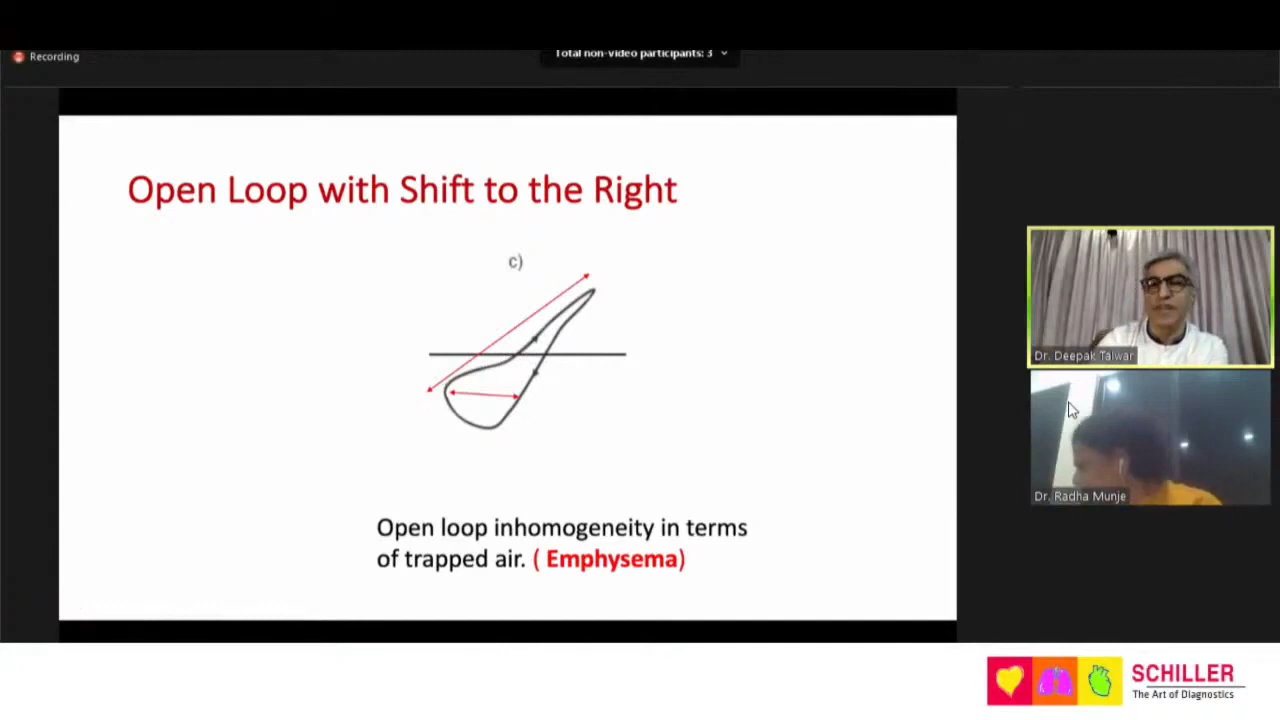 Recording
Total non-video participants: 3
Open Loop with Shift to the Right
c)
Open loop inhomogeneity in terms
of trapped air. ( Emphysema)
Dr. Deepak Talwar
Dr. Radha Munje
SCHILLER
The Art of Diagnostics